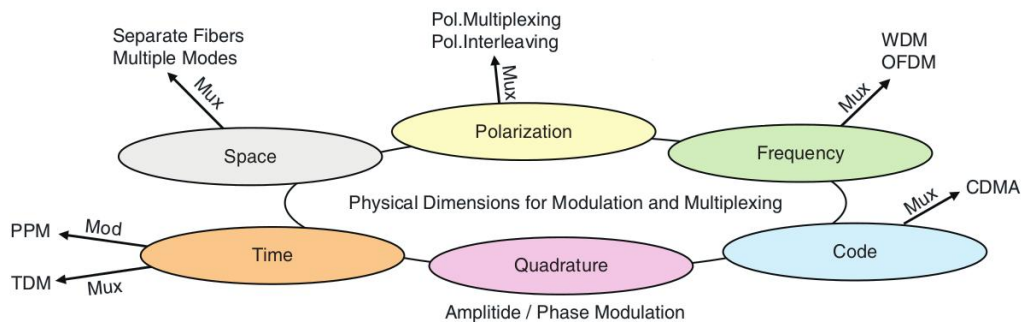 Pol.Multiplexing
Pol.Interleaving
Separate Fibers
Multiple Modes
WDM
OFDM
Mux
Mux
Mux
Polarization
Space
Frequency
Physical Dimensions for Modulation and Multiplexing
Mux
CDMA
PPM
Mod
Time
Quadrature
Code
TDM
Mux
Amplitide / Phase Modulation